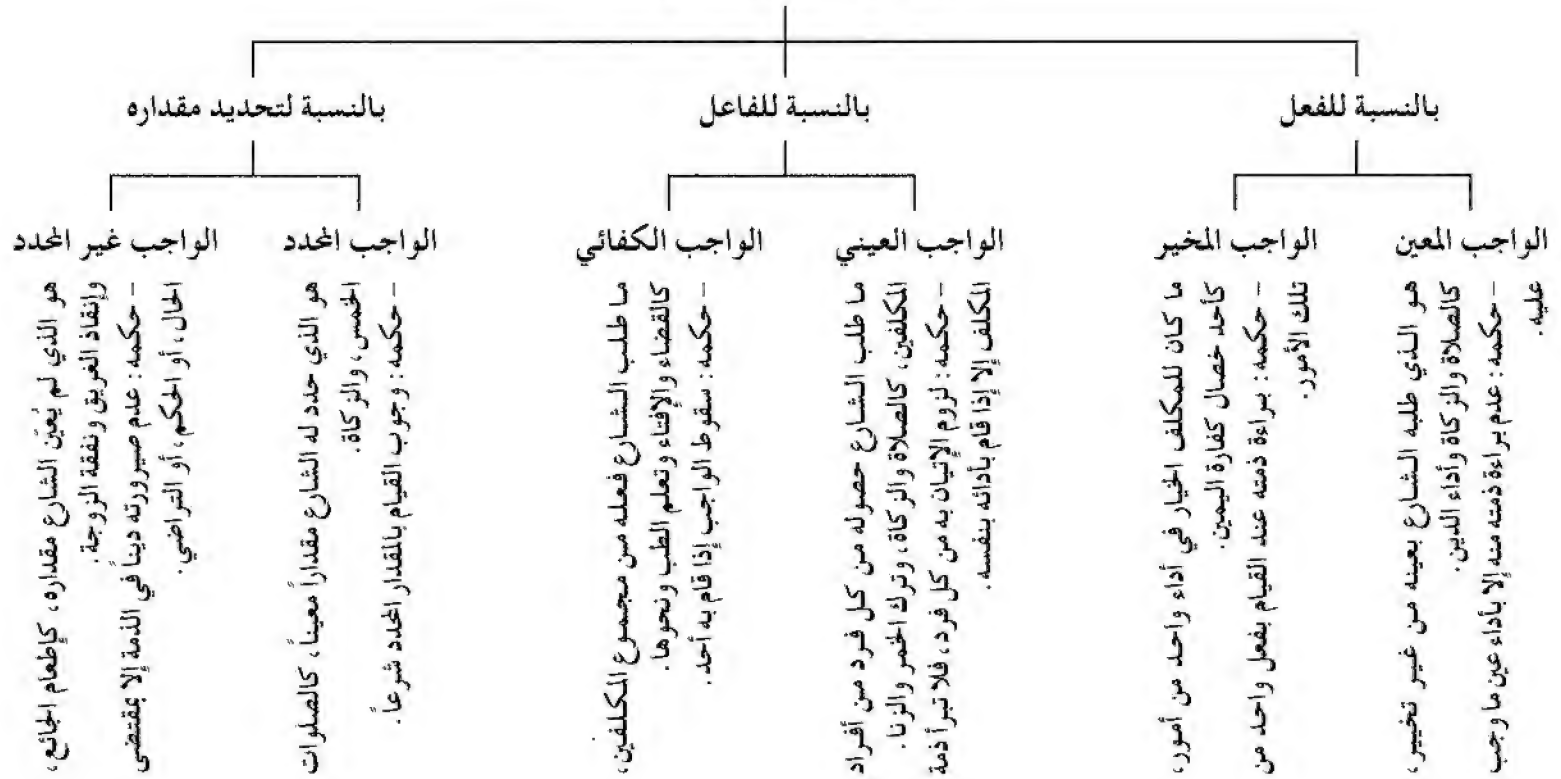 بالنسبة للفعل
بالنسبة للفاعل
بالنسبة لتحديد مقداره
الواجب المعين
هو الذي طلبه الشارع بعينه من غير تخيير،
كالصلاة والزكاة وأداء الدين.
- حكمه: عدم براءة ذمته منه إلا بأداء عين ما وجب
عليه.
الواجب المخير
ما كان للمكلف الخيار في أداء واحد من أمور،
كأحد خصال كفارة اليمين.
- حكمه: براءة ذمته عند القيام بفعل واحد من
تلك الأمور.
الواجب العيني
ما طلب الشارع حصوله من كل فرد من أفراد
المكلفين، كالصلاة والزكاة، وترك الخمر والزنا.
- حكمه: لزوم الإتيان به من كل فرد، فلا تبرأ ذمة
المكلف إلا إذا قام بأدائه بنفسه.
الواجب الكفائي
ما طلب الشارع فعله من مجموع المكلفين،
كالقضاء والإفتاء وتعلم الطب ونحوها.
- حكمه: سقوط الواجب إذا قام به أحد.
الواجب المحدد
هو الذي حدد له الشارع مقداراً معيناً، كالصلوات
الخمس، والزكاة.
- حكمه: وجوب القيام بالمقدار المحدد شرعاً.
الواجب غير المحدد
هو الذي لم يُعيّن الشارع مقداره، كإطعام الجائع،
وإنقاذ الغريق ونفقة الزوجة.
- حكمه: عدم صيرورته ديناً في الذمة إلا بمقتضى
الحال، أو الحكم، أو التراضي.